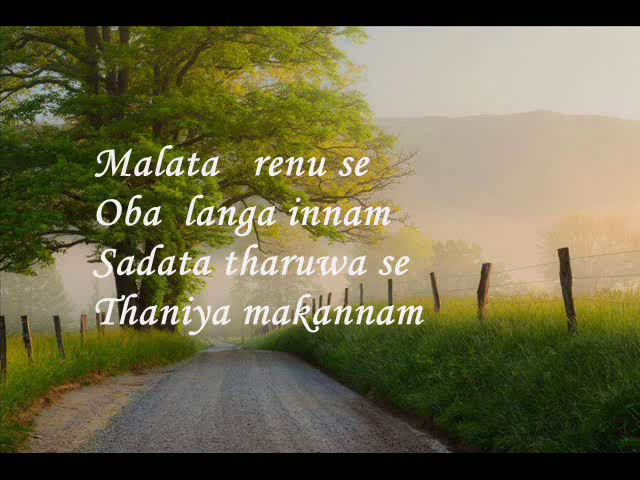 Malata renu se
Oba langa innam
Sadata tharuwa se
Thaniya makannam